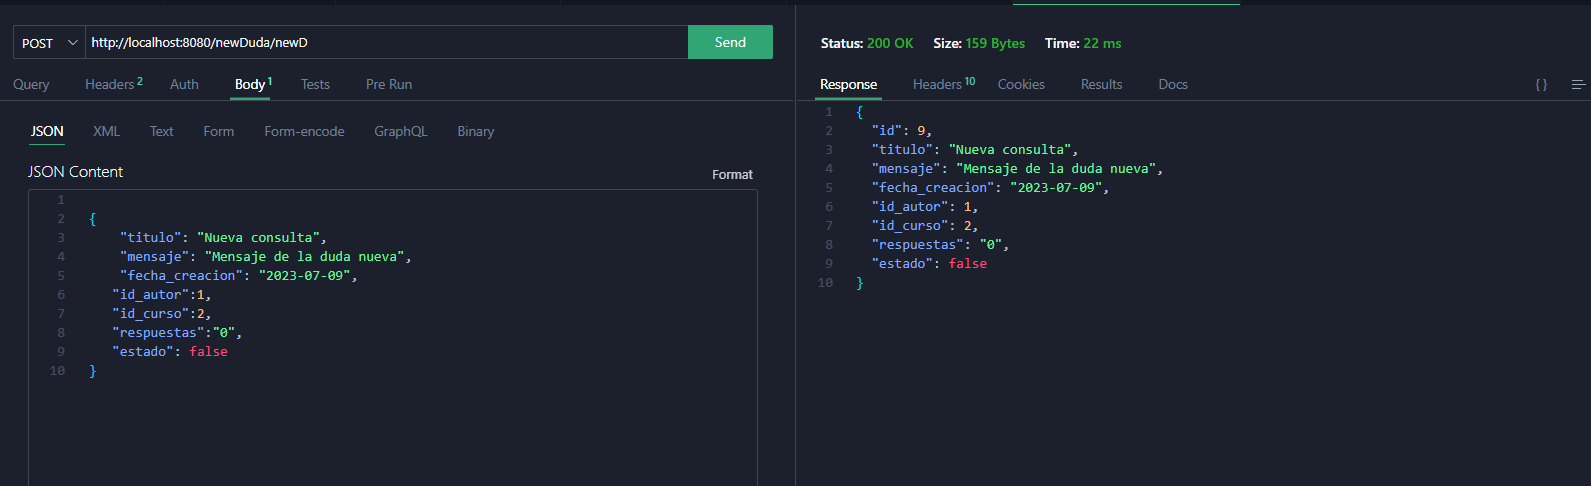 POST http://localhost:8080/newDuda/newD Send
Query Headers 2 Auth Body 1 Tests Pre Run
JSON XML Text Form Form-encode GraphQL Binary
JSON Content Format
1
2 {
3 "titulo": "Nueva consulta",
4 "mensaje": "Mensaje de la duda nueva",
5 "fecha_creacion": "2023-07-09",
6 "id_autor":1,
7 "id_curso":2,
8 "respuestas":"0",
9 "estado": false
10 }
Status: 200 OK Size: 159 Bytes Time: 22 ms
Response Headers 10 Cookies Results Docs { }
1 {
2 "id": 9,
3 "titulo": "Nueva consulta",
4 "mensaje": "Mensaje de la duda nueva",
5 "fecha_creacion": "2023-07-09",
6 "id_autor": 1,
7 "id_curso": 2,
8 "respuestas": "0",
9 "estado": false
10 }